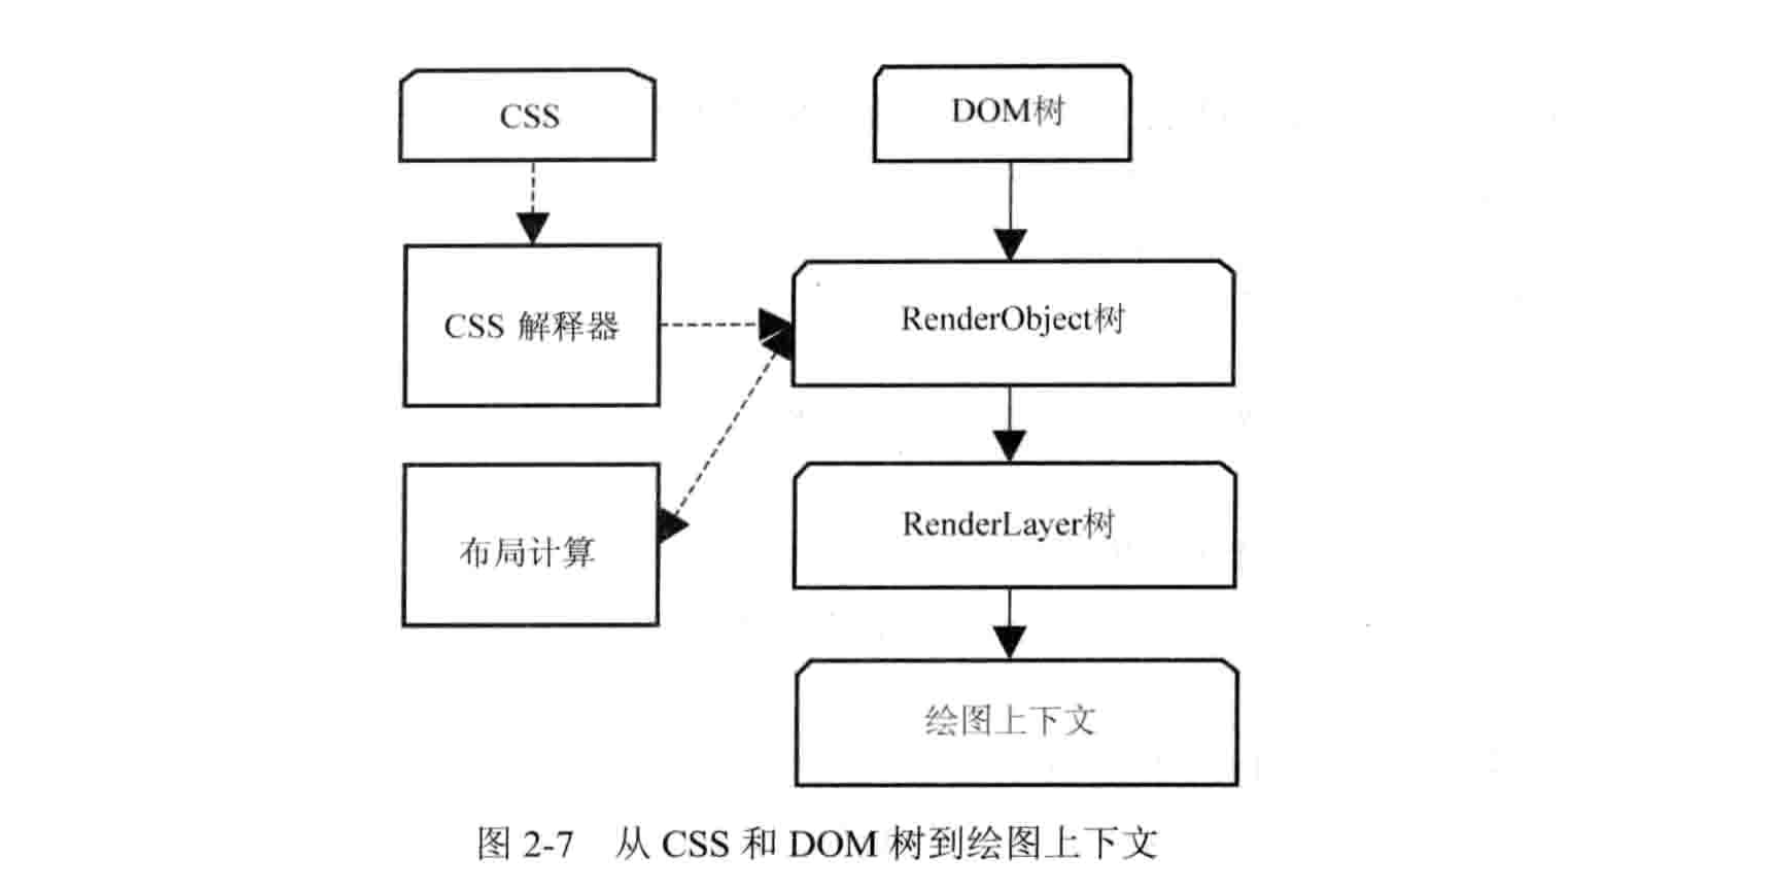 CSS
DOM树
CSS 解释器
RenderObject树
布局计算
RenderLayer树
绘图上下文
图 2-7 从 CSS 和 DOM 树到绘图上下文